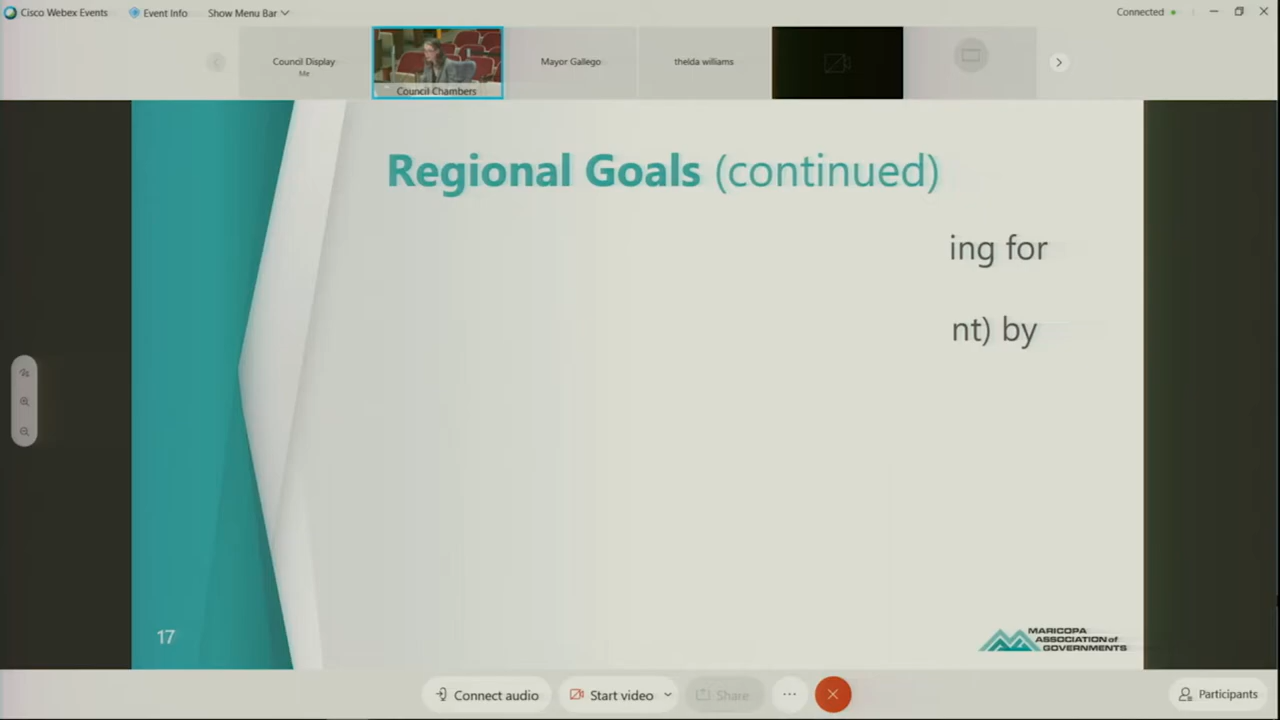 Cisco Webex Events
Event Info
Show Menu Bar
Connected
Council Display
Council Chambers
Mayor Gallego
thelda wiliams
Regional Goals (continued)
ing for
nt) by
17
MARICOPA
ASSOCIATION of
GOVERNMENTS
Connect audio
Start video
Share
Participants